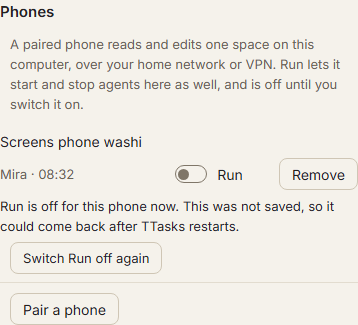 Phones
A paired phone reads and edits one space on this
computer, over your home network or VPN. Run lets it
start and stop agents here as well, and is off until you
switch it on.
Screens phone washi
Mira · 08:32
Run
Remove
Run is off for this phone now. This was not saved, so it
could come back after TTasks restarts.
Switch Run off again
Pair a phone